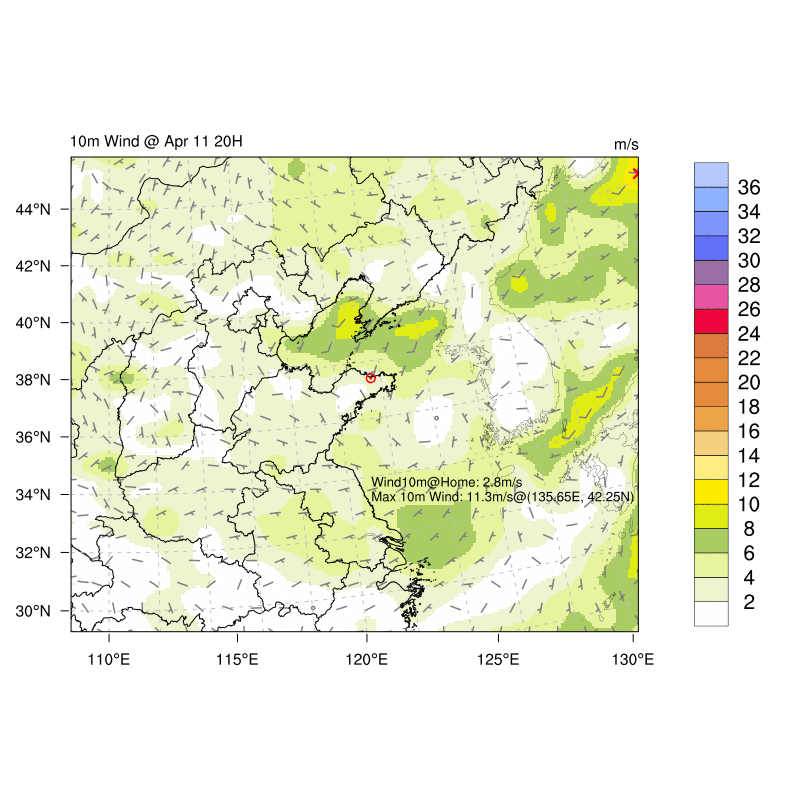 10m Wind @ Apr 11 20H
m/s
44°N
42°N
40°N
38°N
36°N
34°N
32°N
30°N
110°E
115°E
120°E
125°E
130°E
Wind10m@Home: 2.8m/s
Max 10m Wind: 11.3m/s@(135.65E, 42.25N)
36
34
32
30
28
26
24
22
20
18
16
14
12
10
8
6
4
2